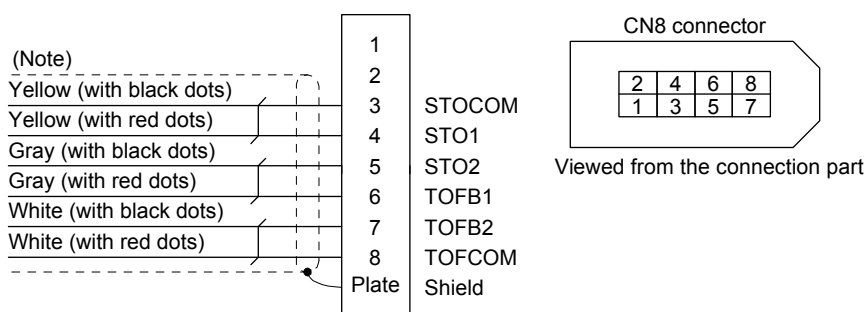 (Note)
Yellow (with black dots)
Yellow (with red dots)
Gray (with black dots)
Gray (with red dots)
White (with black dots)
White (with red dots)
1
2
3 STOCOM
4 STO1
5 STO2
6 TOFB1
7 TOFB2
8 TOFCOM
Plate Shield
CN8 connector
2 4 6 8
1 3 5 7
Viewed from the connection part